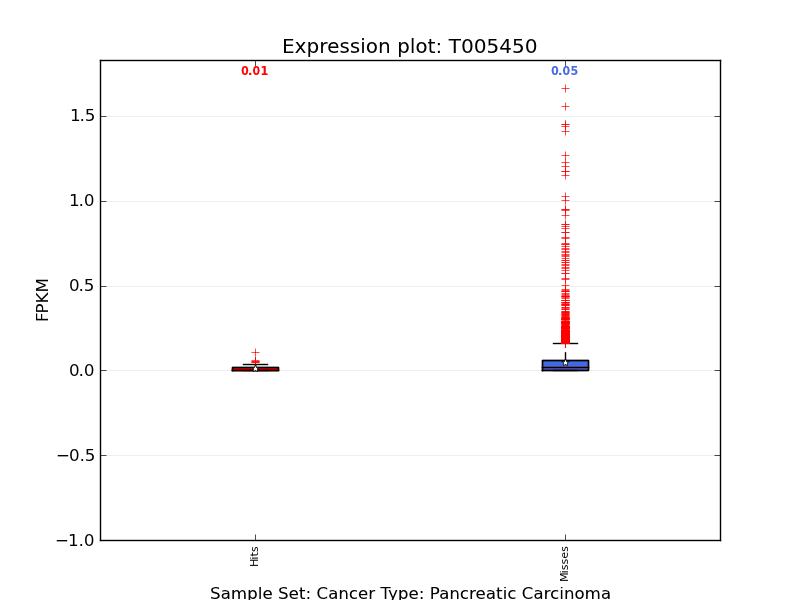 Expression plot: T005450
0.01
0.05
1.5
1.0
0.5
0.0
−0.5
−1.0
FPKM
Hits
Misses
Sample Set: Cancer Type: Pancreatic Carcinoma